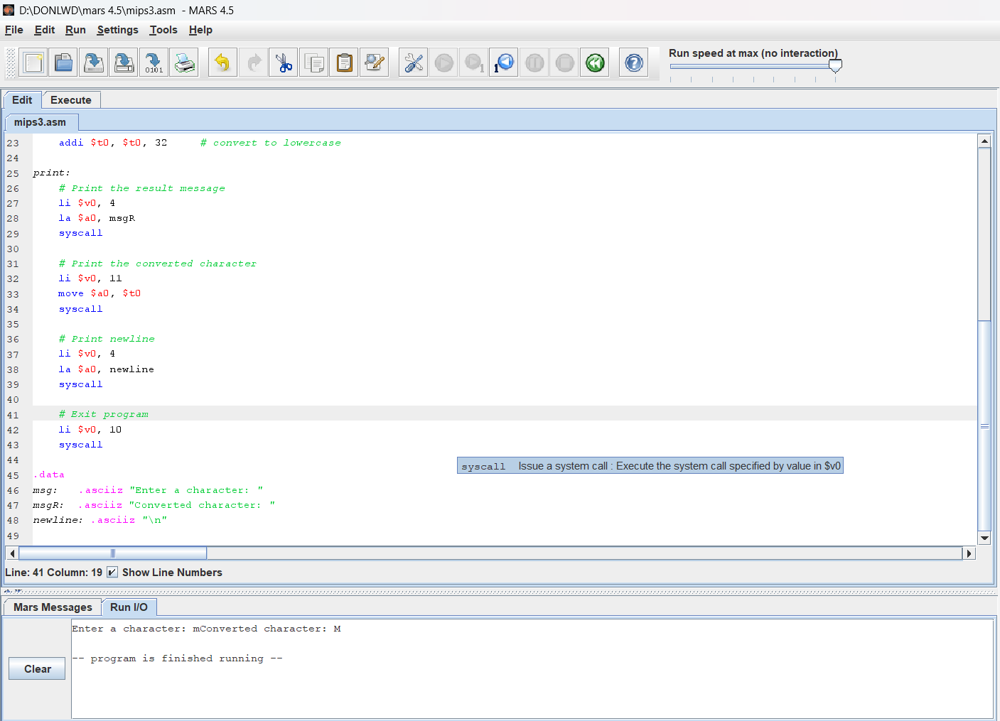 D:\DONLWD\mars 4.5\mips3.asm - MARS 4.5
File Edit Run Settings Tools Help
Run speed at max (no interaction)
0101
1
1
Edit Execute
mips3.asm
23 addi $t0, $t0, 32 # convert to lowercase
24
25 print:
26 # Print the result message
27 li $v0, 4
28 la $a0, msgR
29 syscall
30
31 # Print the converted character
32 li $v0, 11
33 move $a0, $t0
34 syscall
35
36 # Print newline
37 li $v0, 4
38 la $a0, newline
39 syscall
40
41 # Exit program
42 li $v0, 10
43 syscall
44
syscall Issue a system call : Execute the system call specified by value in $v0
45 .data
46 msg: .asciiz "Enter a character: "
47 msgR: .asciiz "Converted character: "
48 newline: .asciiz "\n"
49
Line: 41 Column: 19 Show Line Numbers
Mars Messages Run I/O
Enter a character: mConverted character: M
-- program is finished running --
Clear